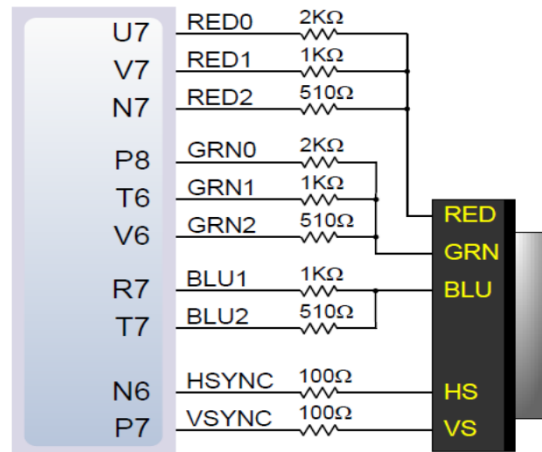 U7 RED0 2KΩ
V7 RED1 1KΩ
N7 RED2 510Ω
P8 GRN0 2KΩ
T6 GRN1 1KΩ
V6 GRN2 510Ω
RED
GRN
R7 BLU1 1KΩ BLU
T7 BLU2 510Ω
N6 HSYNC 100Ω HS
P7 VSYNC 100Ω VS